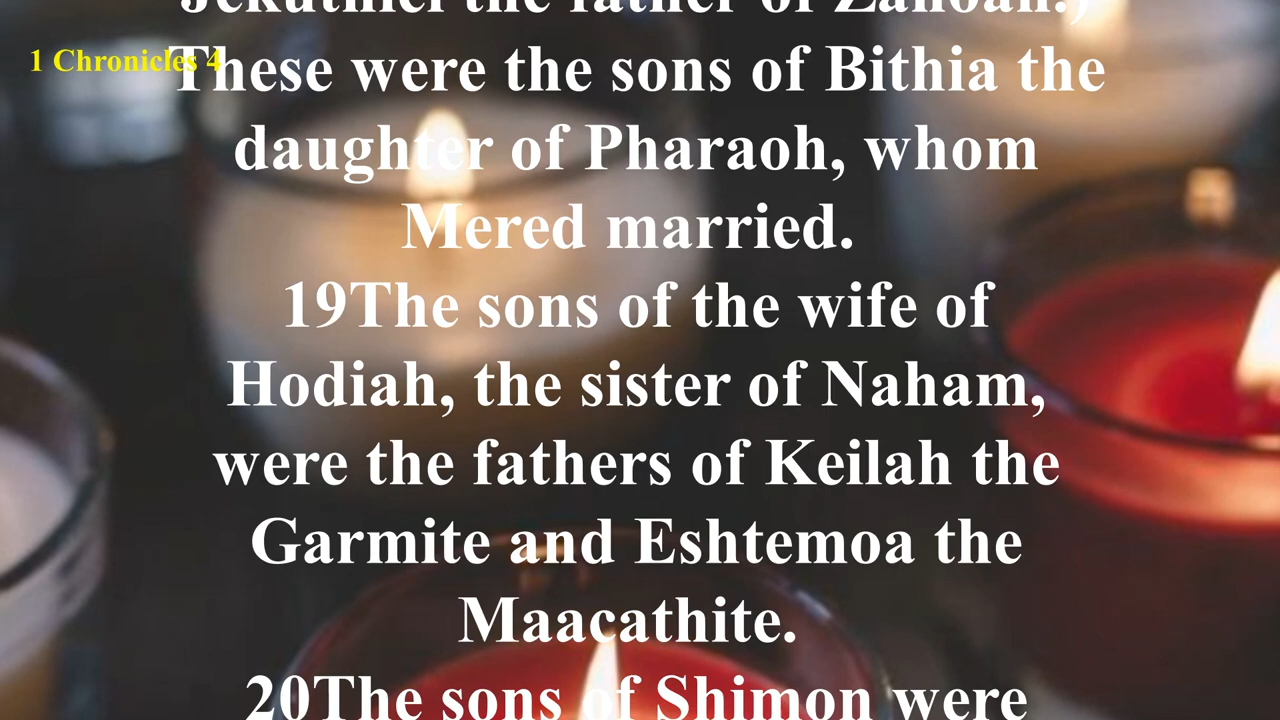 Jekuthiel the father of Zanoah.)
1 Chronicles 4
These were the sons of Bithia the
daughter of Pharaoh, whom
Mered married.
19The sons of the wife of
Hodiah, the sister of Naham,
were the fathers of Keilah the
Garmite and Eshtemoa the
Maacathite.
20The sons of Shimon were